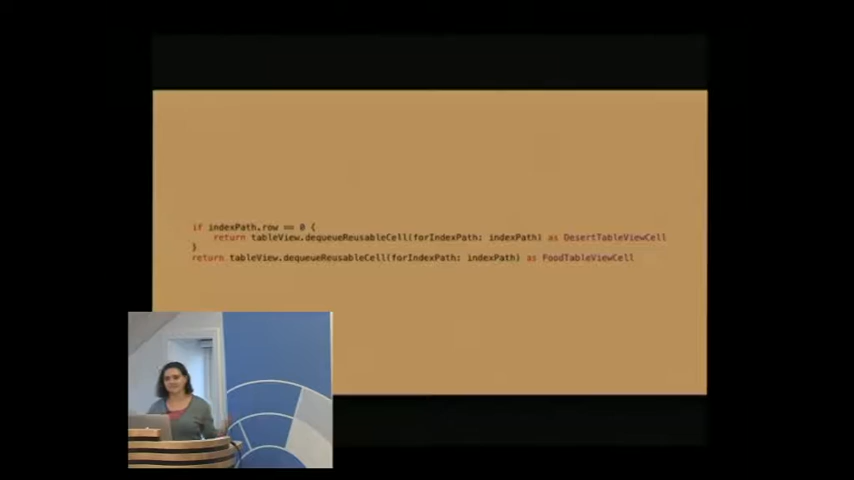 if indexPath.row == 0 {
return tableView.dequeueReusableCell(forIndexPath: indexPath) as DesertTableViewCell
}
return tableView.dequeueReusableCell(forIndexPath: indexPath) as FoodTableViewCell